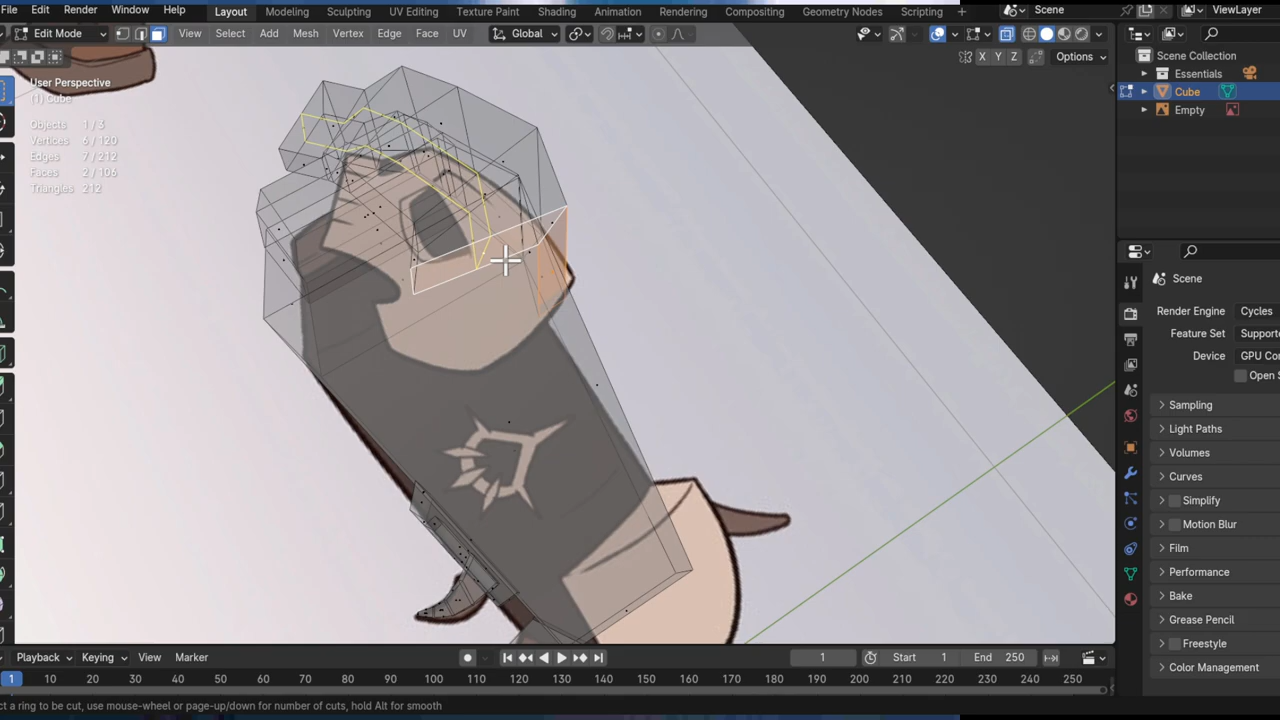 File Edit Render Window Help Layout Modeling Sculpting UV Editing Texture Paint Shading Animation Rendering Compositing Geometry Nodes Scripting + Scene ViewLayer
Edit Mode View Select Add Mesh Vertex Edge Face UV Global
X Y Z Options
User Perspective
(1) Cube
Objects 1 / 3
Vertices 6 / 120
Edges 7 / 212
Faces 2 / 106
Triangles 212
Scene Collection
Essentials
Cube
Empty
Scene
Render Engine Cycles
Feature Set Supporte
Device GPU Co
Open S
Sampling
Light Paths
Volumes
Curves
Simplify
Motion Blur
Film
Performance
Bake
Grease Pencil
Freestyle
Color Management
Playback Keying View Marker 1 Start 1 End 250
1 10 20 30 40 50 60 70 80 90 100 110 120 130 140 150 160 170 180 190 200 210 220 230 240 250
ct a ring to be cut, use mouse-wheel or page-up/down for number of cuts, hold Alt for smooth